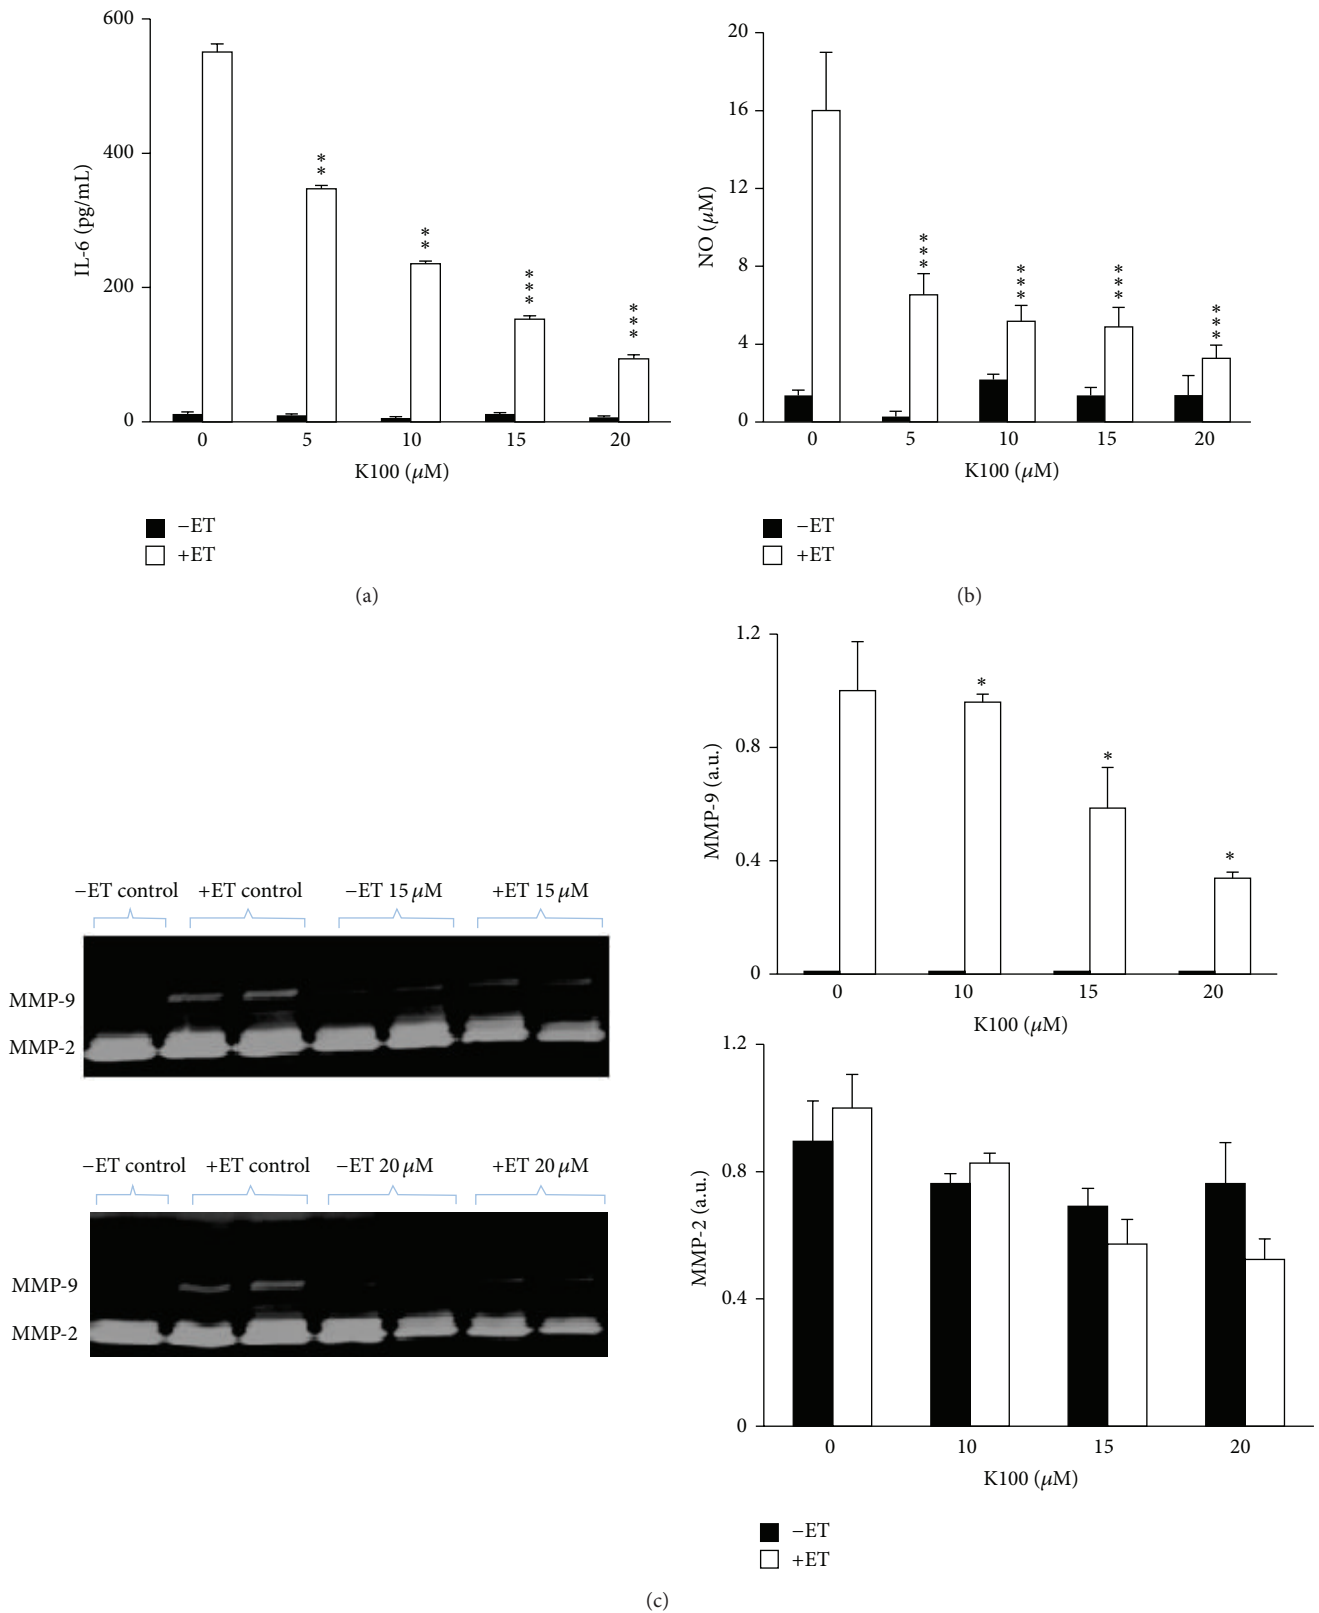 600
400
200
0
IL-6 (pg/mL)
**
**
***
***
0 5 10 15 20
K100 (μM)
−ET
+ET
(a)
20
16
12
8
4
0
NO (μM)
***
***
***
***
0 5 10 15 20
K100 (μM)
−ET
+ET
(b)
−ET control +ET control −ET 15 μM +ET 15 μM
MMP-9
MMP-2
−ET control +ET control −ET 20 μM +ET 20 μM
MMP-9
MMP-2
1.2
0.8
0.4
0
MMP-9 (a.u.)
*
*
*
0 10 15 20
K100 (μM)
1.2
0.8
0.4
0
MMP-2 (a.u.)
0 10 15 20
K100 (μM)
−ET
+ET
(c)